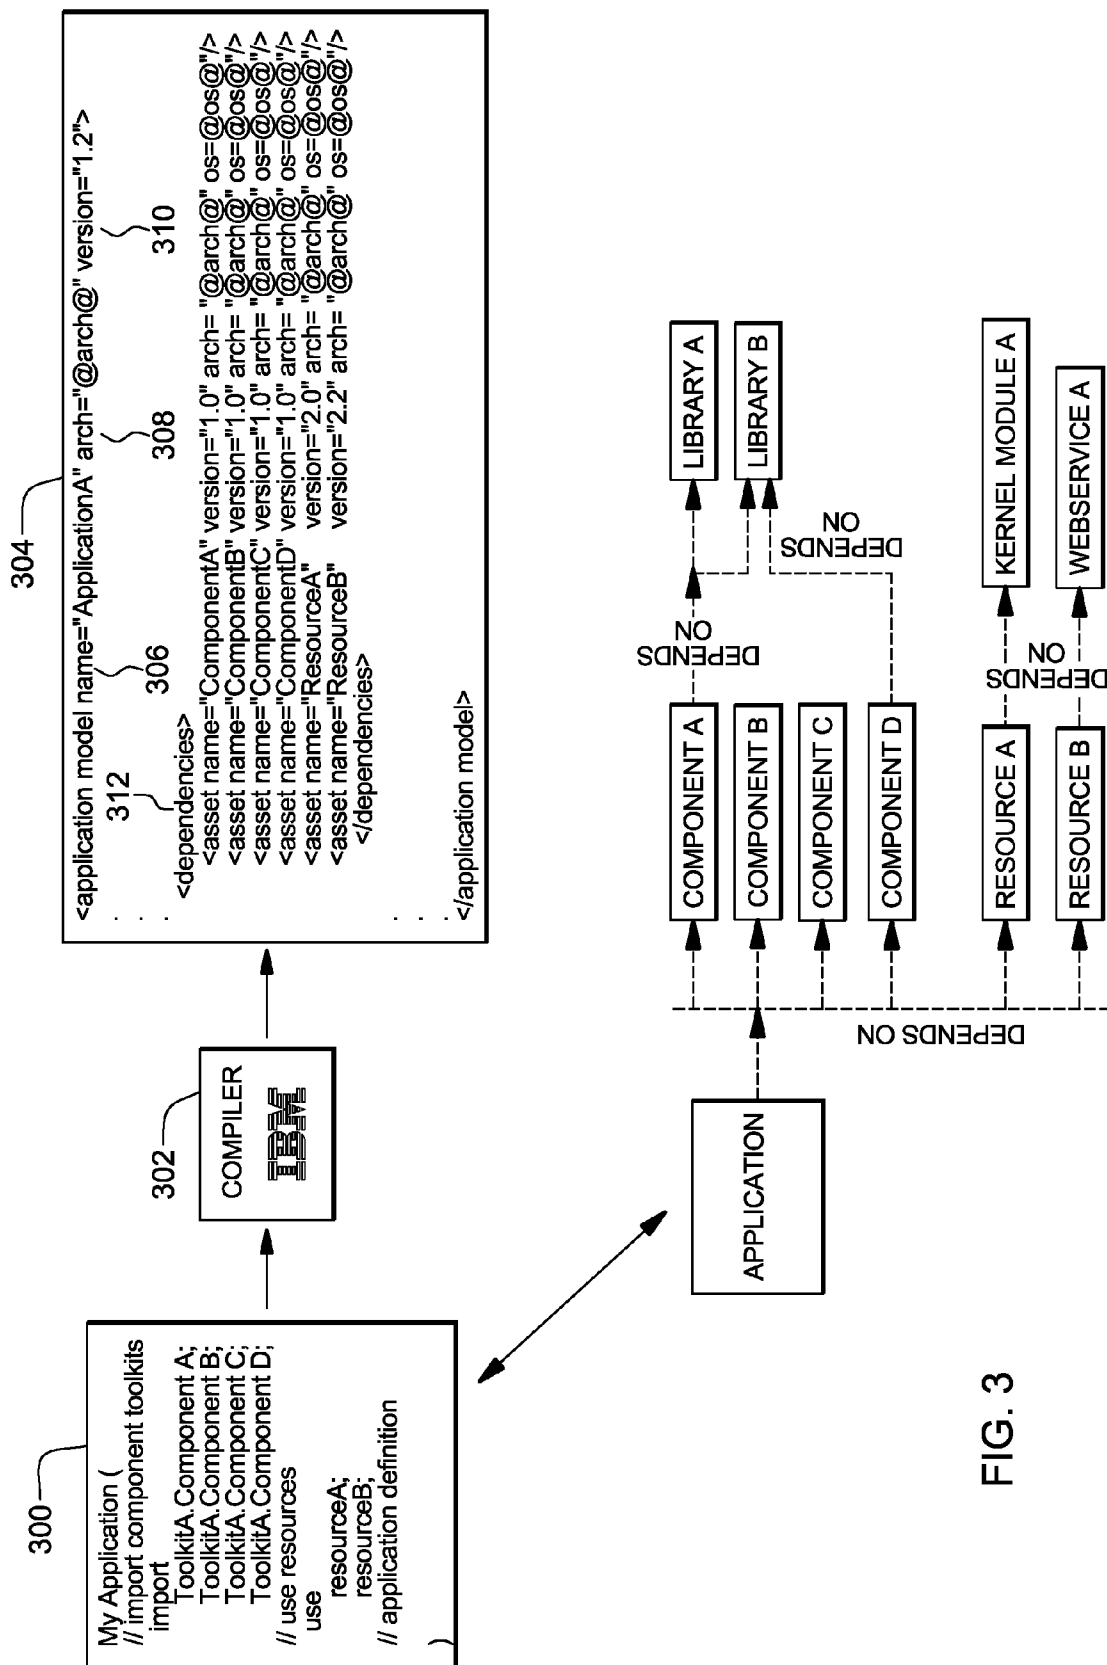 300
My Application (
// import component toolkits
import
ToolkitA.Component A;
ToolkitA.Component B;
ToolkitA.Component C;
ToolkitA.Component D;
// use resources
use
resourceA;
resourceB;
// application definition
)
302
COMPILER
IBM
304
<application model name="ApplicationA" arch="@arch@" version="1.2">
306
308
310
312
. . .
<dependencies>
<asset name="ComponentA" version="1.0" arch= "@arch@" os=@os@"/>
<asset name="ComponentB" version="1.0" arch= "@arch@" os=@os@"/>
<asset name="ComponentC" version="1.0" arch= "@arch@" os=@os@"/>
<asset name="ComponentD" version="1.0" arch= "@arch@" os=@os@"/>
<asset name="ResourceA" version="2.0" arch= "@arch@" os=@os@"/>
<asset name="ResourceB" version="2.2" arch= "@arch@" os=@os@"/>
</dependencies>
. . .
</application model>
APPLICATION
DEPENDS ON
COMPONENT A
COMPONENT B
COMPONENT C
COMPONENT D
RESOURCE A
RESOURCE B
DEPENDS
ON
DEPENDS
ON
DEPENDS
ON
LIBRARY A
LIBRARY B
KERNEL MODULE A
WEBSERVICE A
FIG. 3